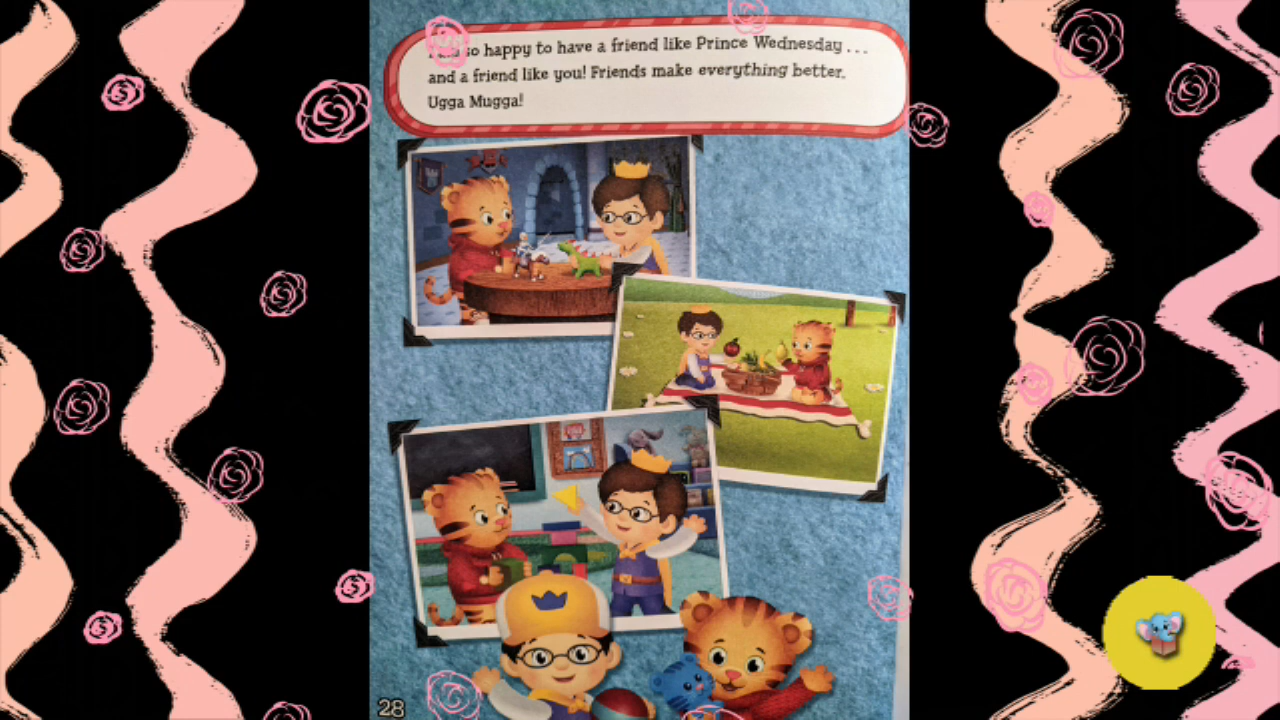 so happy to have a friend like Prince Wednesday . . .
and a friend like you! Friends make everything better.
Ugga Mugga!
28